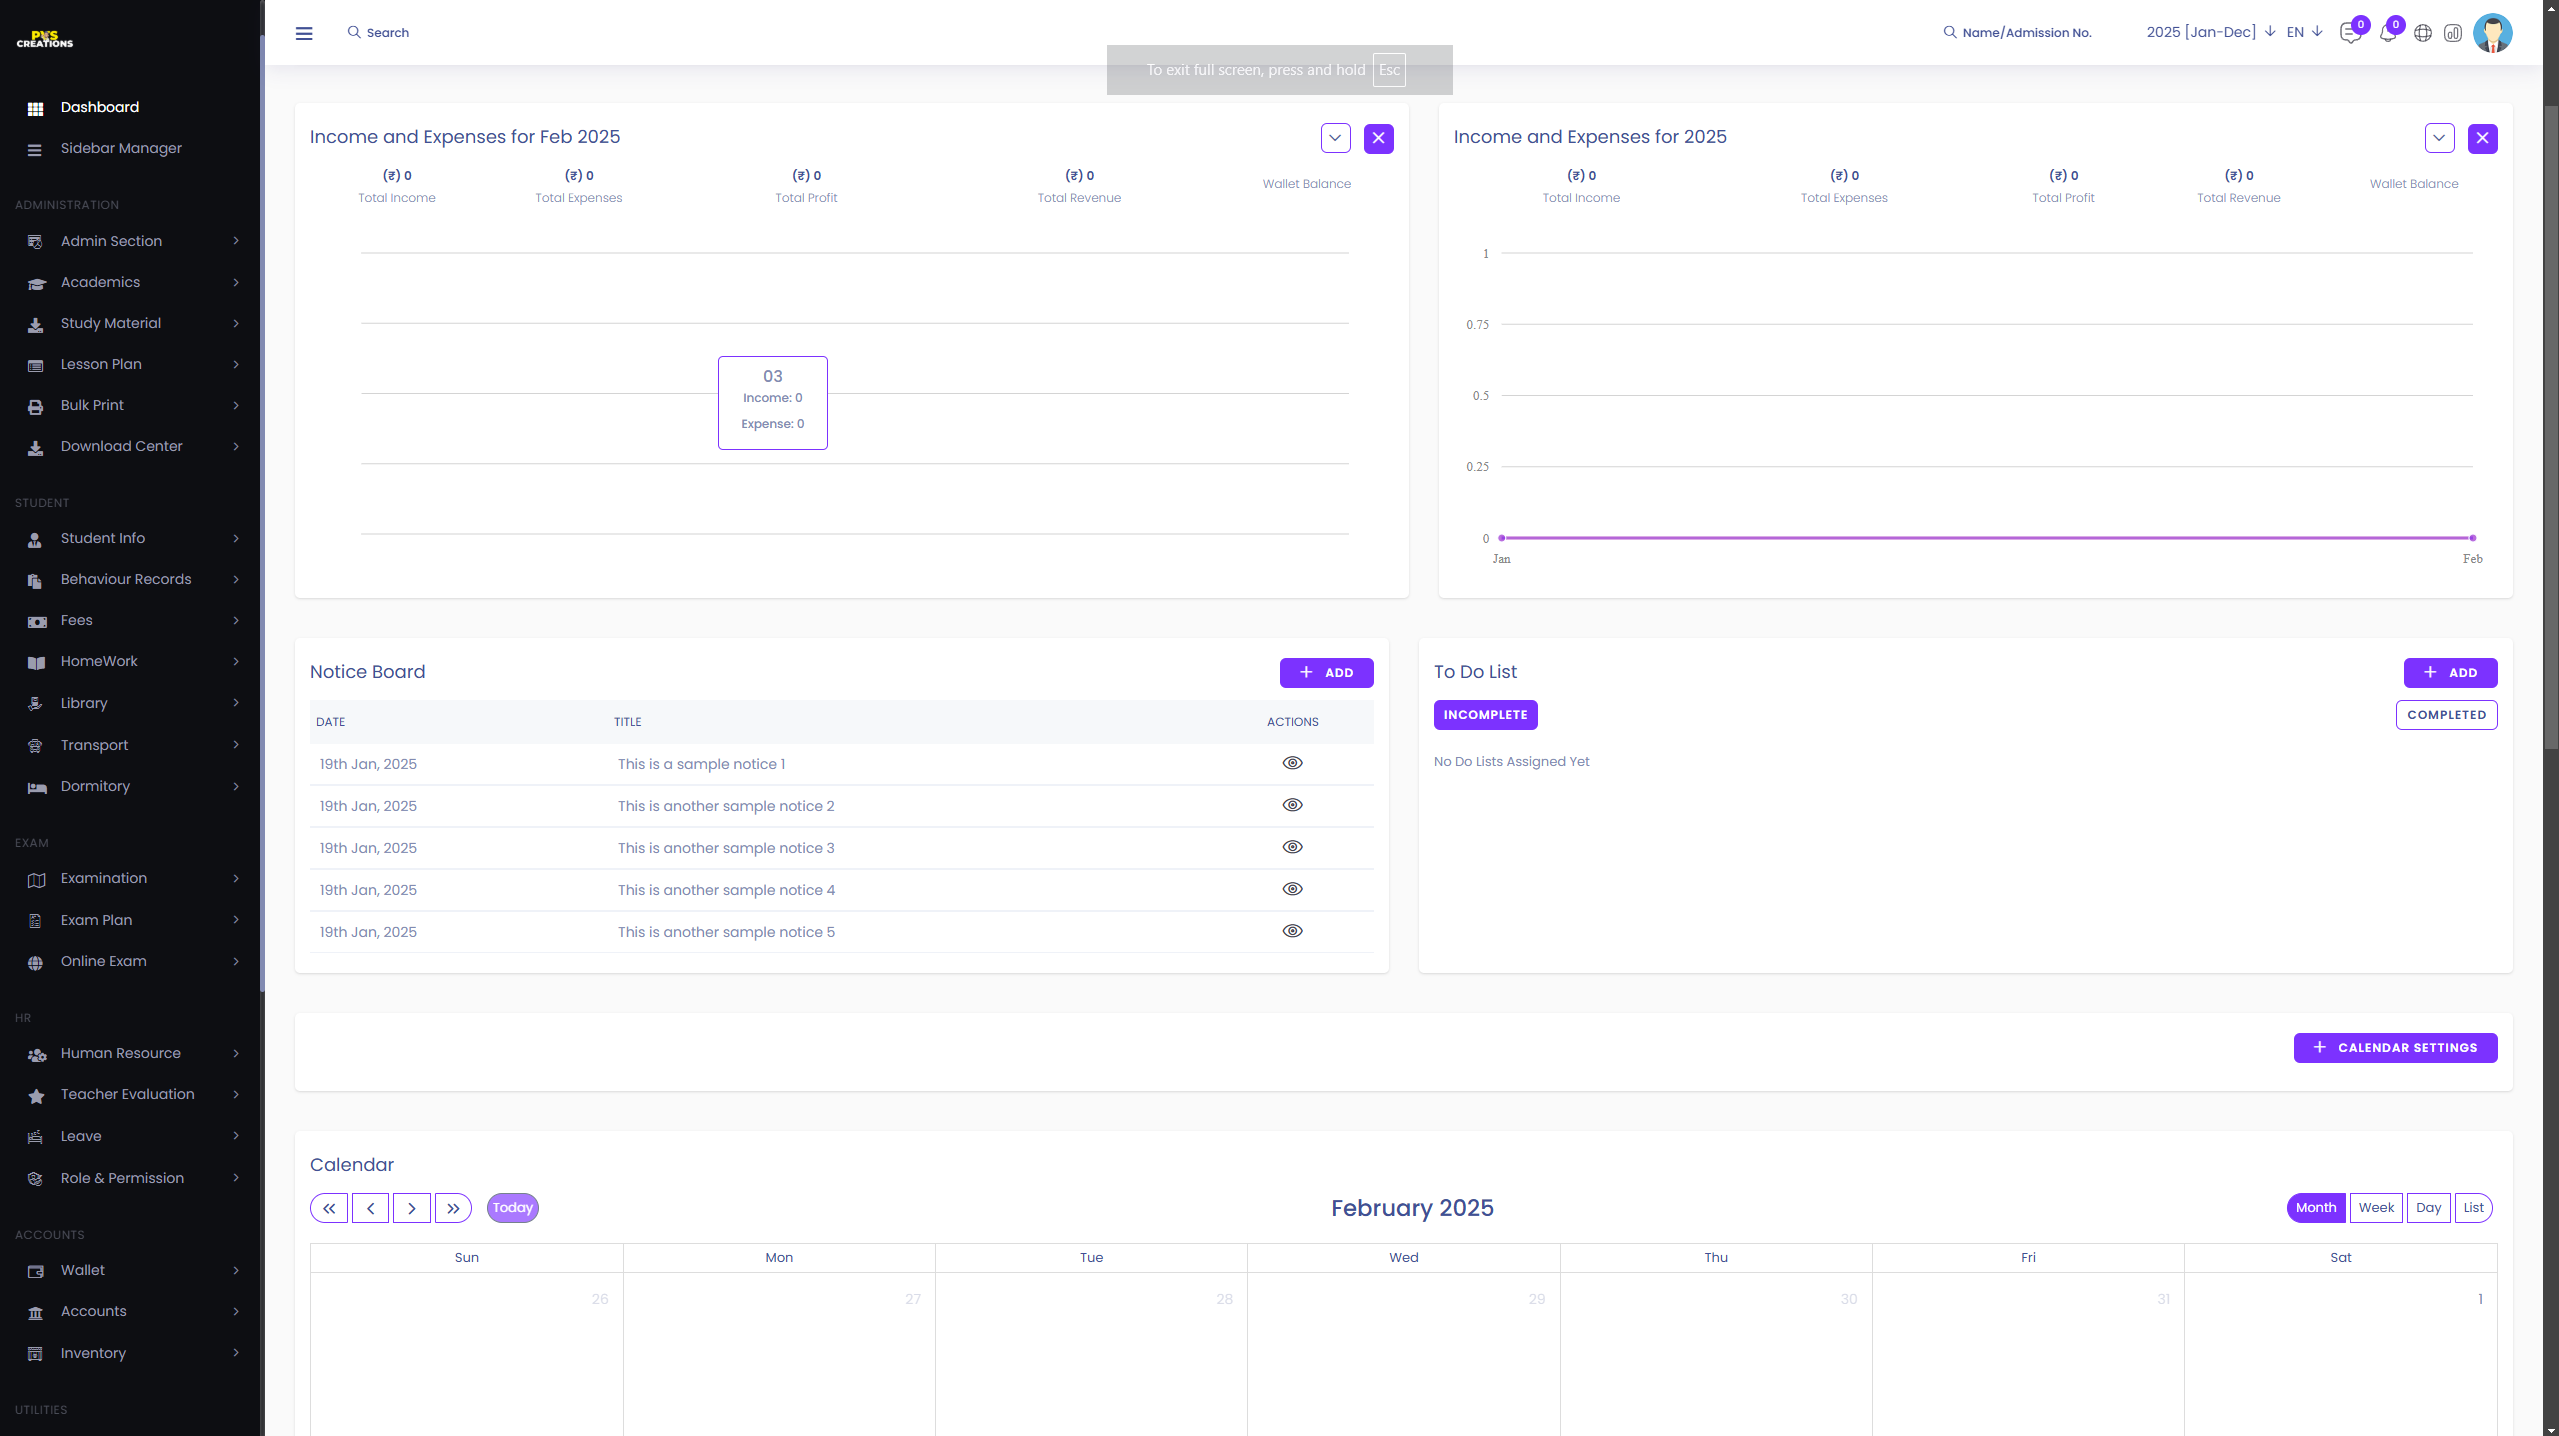 PVS
CREATIONS
Dashboard
Sidebar Manager
ADMINISTRATION
Admin Section
Academics
Study Material
Lesson Plan
Bulk Print
Download Center
STUDENT
Student Info
Behaviour Records
Fees
HomeWork
Library
Transport
Dormitory
EXAM
Examination
Exam Plan
Online Exam
HR
Human Resource
Teacher Evaluation
Leave
Role & Permission
ACCOUNTS
Wallet
Accounts
Inventory
UTILITIES
Search
Name/Admission No.
2025 [Jan-Dec]
EN
0
0
To exit full screen, press and hold Esc
Income and Expenses for Feb 2025
(₹) 0 (₹) 0 (₹) 0 (₹) 0
Total Income Total Expenses Total Profit Total Revenue Wallet Balance
03
Income: 0
Expense: 0
Income and Expenses for 2025
(₹) 0 (₹) 0 (₹) 0 (₹) 0
Total Income Total Expenses Total Profit Total Revenue Wallet Balance
1
0.75
0.5
0.25
0
Jan Feb
Notice Board
ADD
DATE TITLE ACTIONS
19th Jan, 2025 This is a sample notice 1
19th Jan, 2025 This is another sample notice 2
19th Jan, 2025 This is another sample notice 3
19th Jan, 2025 This is another sample notice 4
19th Jan, 2025 This is another sample notice 5
To Do List
ADD
INCOMPLETE COMPLETED
No Do Lists Assigned Yet
CALENDAR SETTINGS
Calendar
Today
February 2025
Month Week Day List
Sun Mon Tue Wed Thu Fri Sat
26 27 28 29 30 31 1